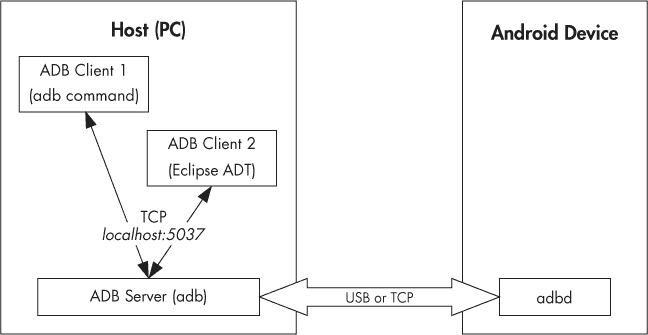 Host (PC)
ADB Client 1
(adb command)
ADB Client 2
(Eclipse ADT)
TCP
localhost:5037
ADB Server (adb)
USB or TCP
Android Device
adbd